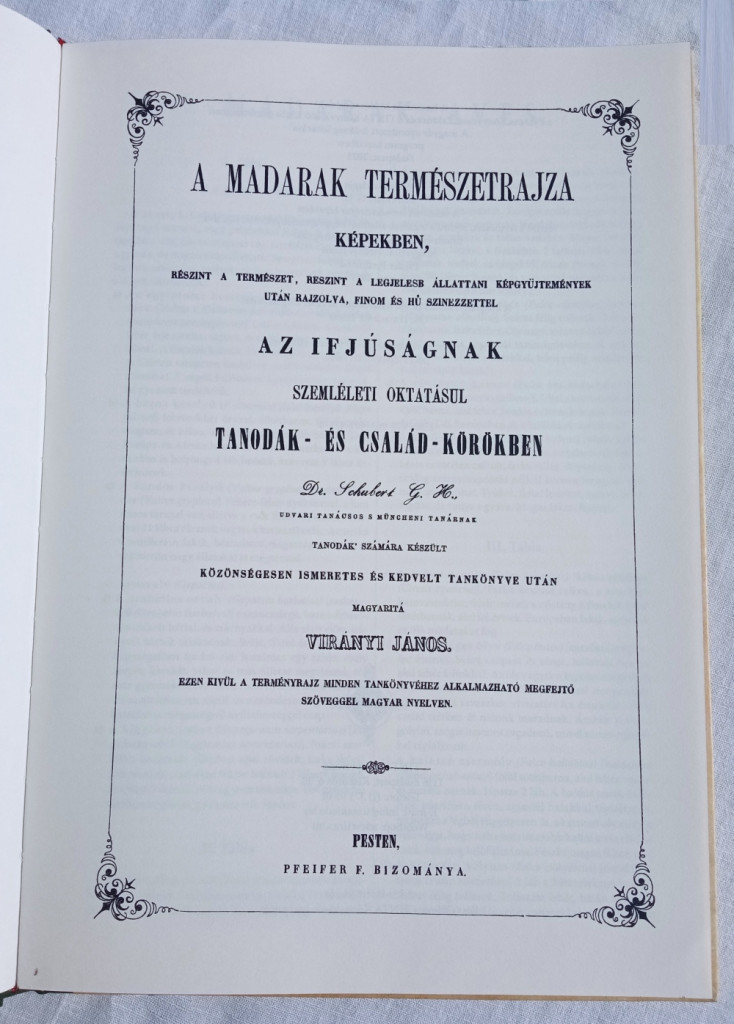 A MADARAK TERMÉSZETRAJZA
KÉPEKBEN,
RÉSZINT A TERMÉSZET, RESZINT A LEGJELESB ÁLLATTANI KÉPGYÜJTEMÉNYEK
UTÁN RAJZOLVA, FINOM ÉS HŰ SZINEZZETTEL
AZ IFJÚSÁGNAK
SZEMLÉLETI OKTATÁSUL
TANODÁK- ÉS CSALÁD-KÖRÖKBEN
Dr. Schubert G. H.,
UDVARI TANÁCSOS S MÜNCHENI TANÁRNAK
TANODÁK' SZÁMÁRA KÉSZÜLT
KÖZÖNSÉGESEN ISMERETES ÉS KEDVELT TANKÖNYVE UTÁN
MAGYARITÁ
VIRÁNYI JÁNOS.
EZEN KIVÜL A TERMÉNYRAJZ MINDEN TANKÖNYVÉHEZ ALKALMAZHATÓ MEGFEJTŐ
SZÖVEGGEL MAGYAR NYELVEN.
PESTEN,
PFEIFER F. BIZOMÁNYA.